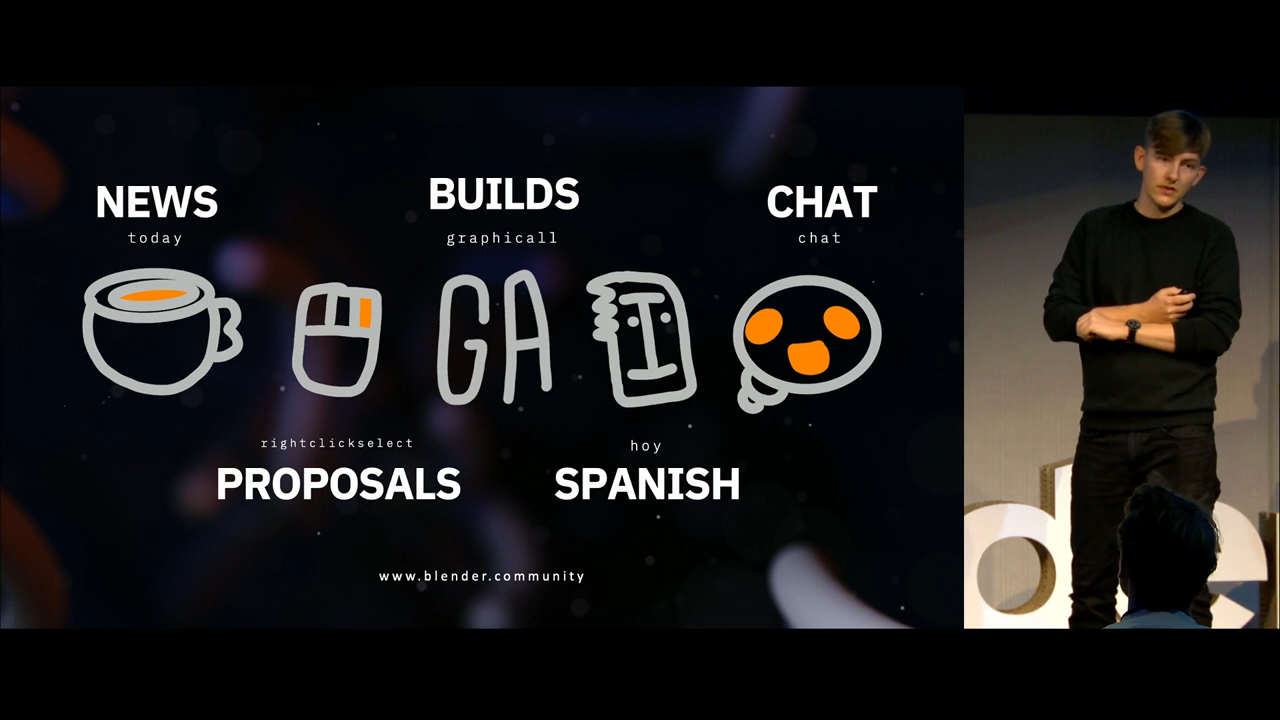 NEWS
today
BUILDS
graphicall
CHAT
chat
GA
rightclickselect
PROPOSALS
hoy
SPANISH
www.blender.community